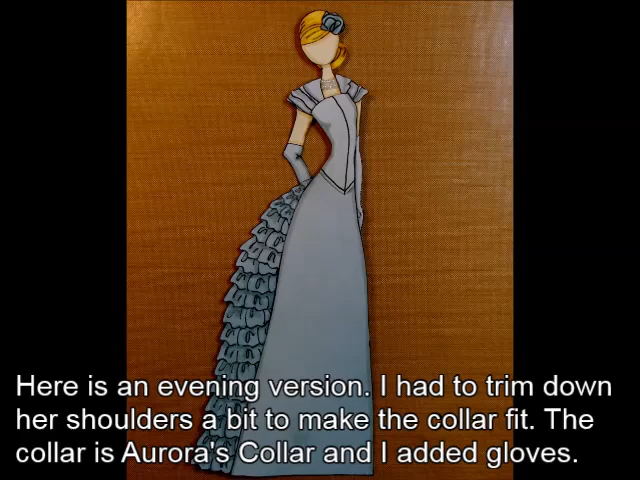 Here is an evening version. I had to trim down
her shoulders a bit to make the collar fit. The
collar is Aurora's Collar and I added gloves.